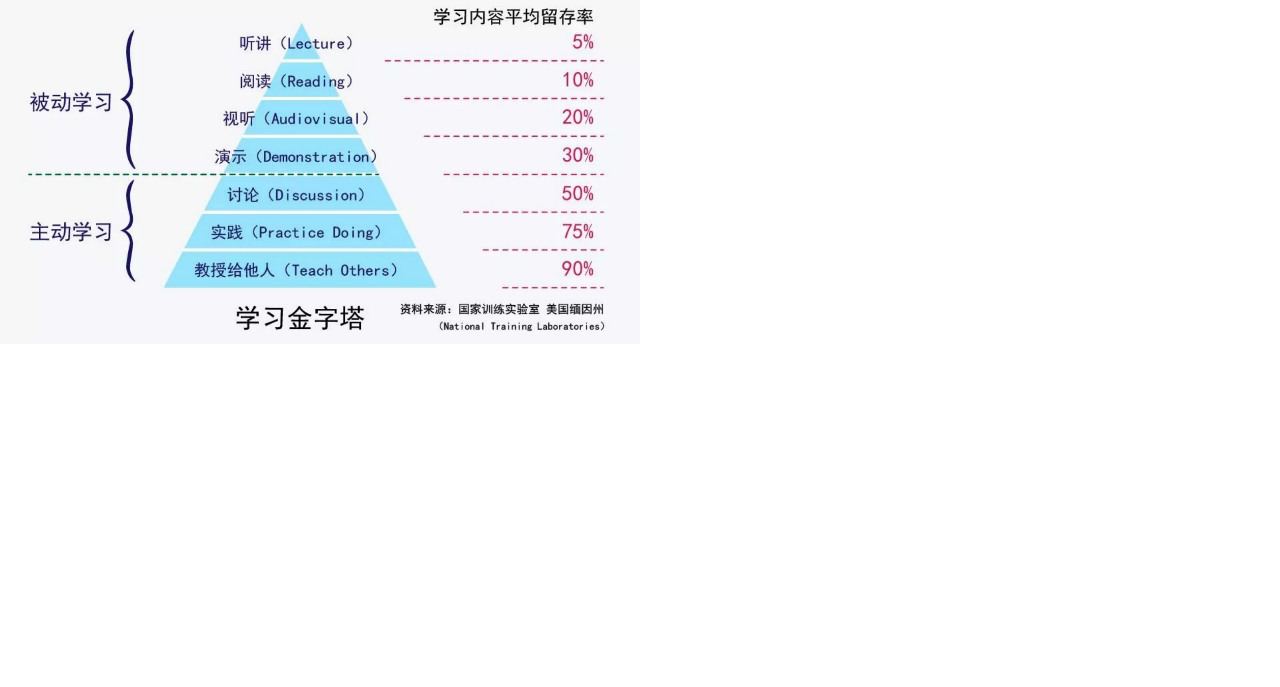 学习内容平均留存率
听讲（Lecture） 5%
阅读（Reading） 10%
被动学习
视听（Audiovisual） 20%
演示（Demonstration） 30%
讨论（Discussion） 50%
主动学习
实践（Practice Doing） 75%
教授给他人（Teach Others） 90%
学习金字塔
资料来源：国家训练实验室 美国缅因州
（National Training Laboratories）